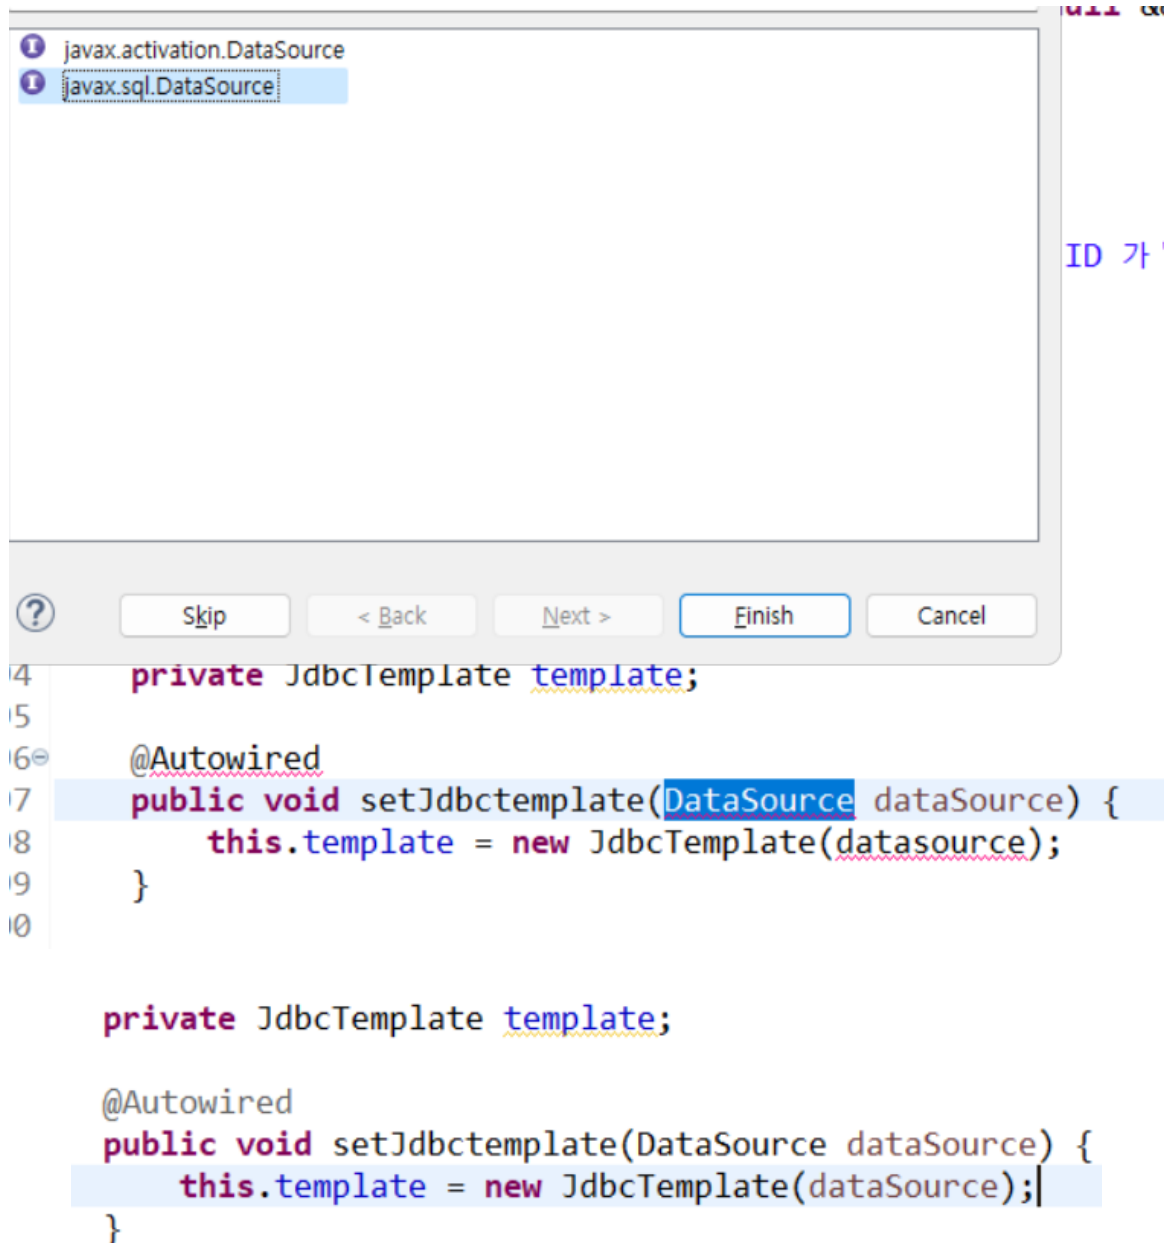 javax.activation.DataSource
javax.sql.DataSource
ID 가
Skip
< Back
Next >
Finish
Cancel
private JdbcTemplate template;
@Autowired
public void setJdbctemplate(DataSource dataSource) {
this.template = new JdbcTemplate(datasource);
}
private JdbcTemplate template;
@Autowired
public void setJdbctemplate(DataSource dataSource) {
this.template = new JdbcTemplate(dataSource);
}